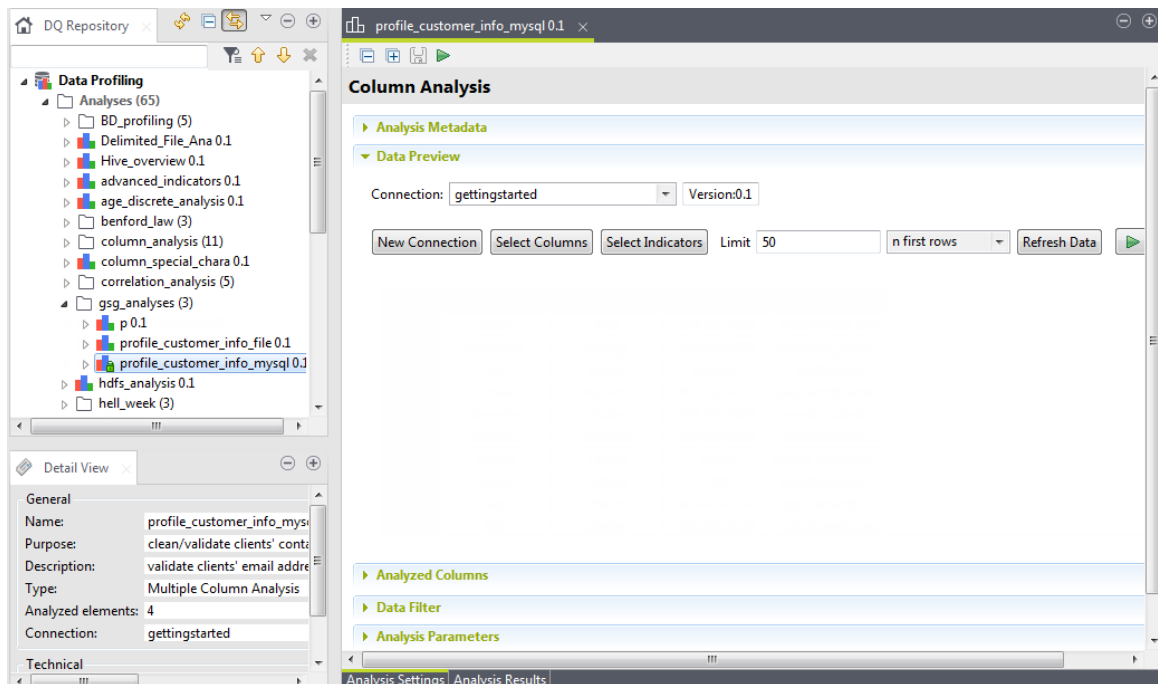 DQ Repository
Data Profiling
Analyses (65)
BD_profiling (5)
Delimited_File_Ana 0.1
Hive_overview 0.1
advanced_indicators 0.1
age_discrete_analysis 0.1
benford_law (3)
column_analysis (11)
column_special_chara 0.1
correlation_analysis (5)
gsg_analyses (3)
p 0.1
profile_customer_info_file 0.1
profile_customer_info_mysql 0.1
hdfs_analysis 0.1
hell_week (3)
Detail View
General
Name: profile_customer_info_mys
Purpose: clean/validate clients' conta
Description: validate clients' email addre
Type: Multiple Column Analysis
Analyzed elements: 4
Connection: gettingstarted
Technical
profile_customer_info_mysql 0.1
Column Analysis
Analysis Metadata
Data Preview
Connection: gettingstarted Version:0.1
New Connection Select Columns Select Indicators Limit 50 n first rows Refresh Data
Analyzed Columns
Data Filter
Analysis Parameters
Analysis Settings Analysis Results